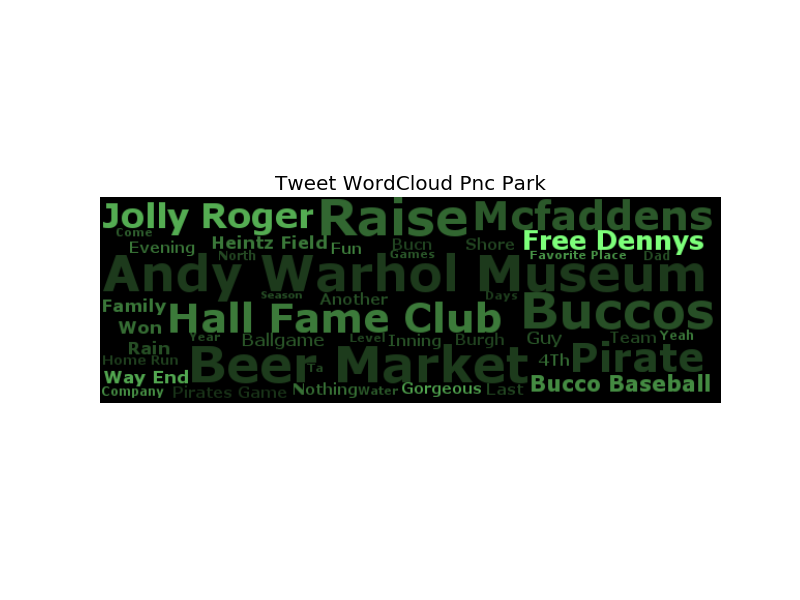 Tweet WordCloud Pnc Park
Jolly Roger Raise Mcfaddens
Come
Evening Heintz Field Fun Bucn Shore Free Dennys
North Games Favorite Place Dad
Andy Warhol Museum
Season Another Days
Family Hall Fame Club Buccos
Won
Year Ballgame Level Inning Burgh Guy Team Yeah
Rain
Home Run Beer Market 4Th Pirate
Ta
Way End
Company Pirates Game Nothing Water Gorgeous Last Bucco Baseball